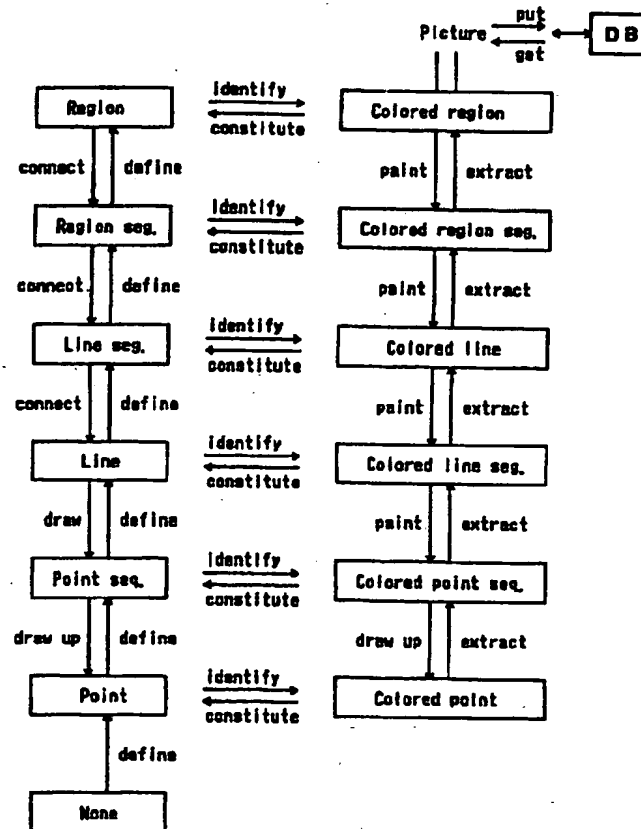 put
Picture DB
get
Region identify Colored region
constitute
connect define paint extract
Region seg. identify Colored region seg.
constitute
connect define paint extract
Line seg. identify Colored line
constitute
connect define paint extract
Line identify Colored line seg.
constitute
draw define paint extract
Point seq. identify Colored point seq.
constitute
draw up define draw up extract
Point identify Colored point
constitute
define
None